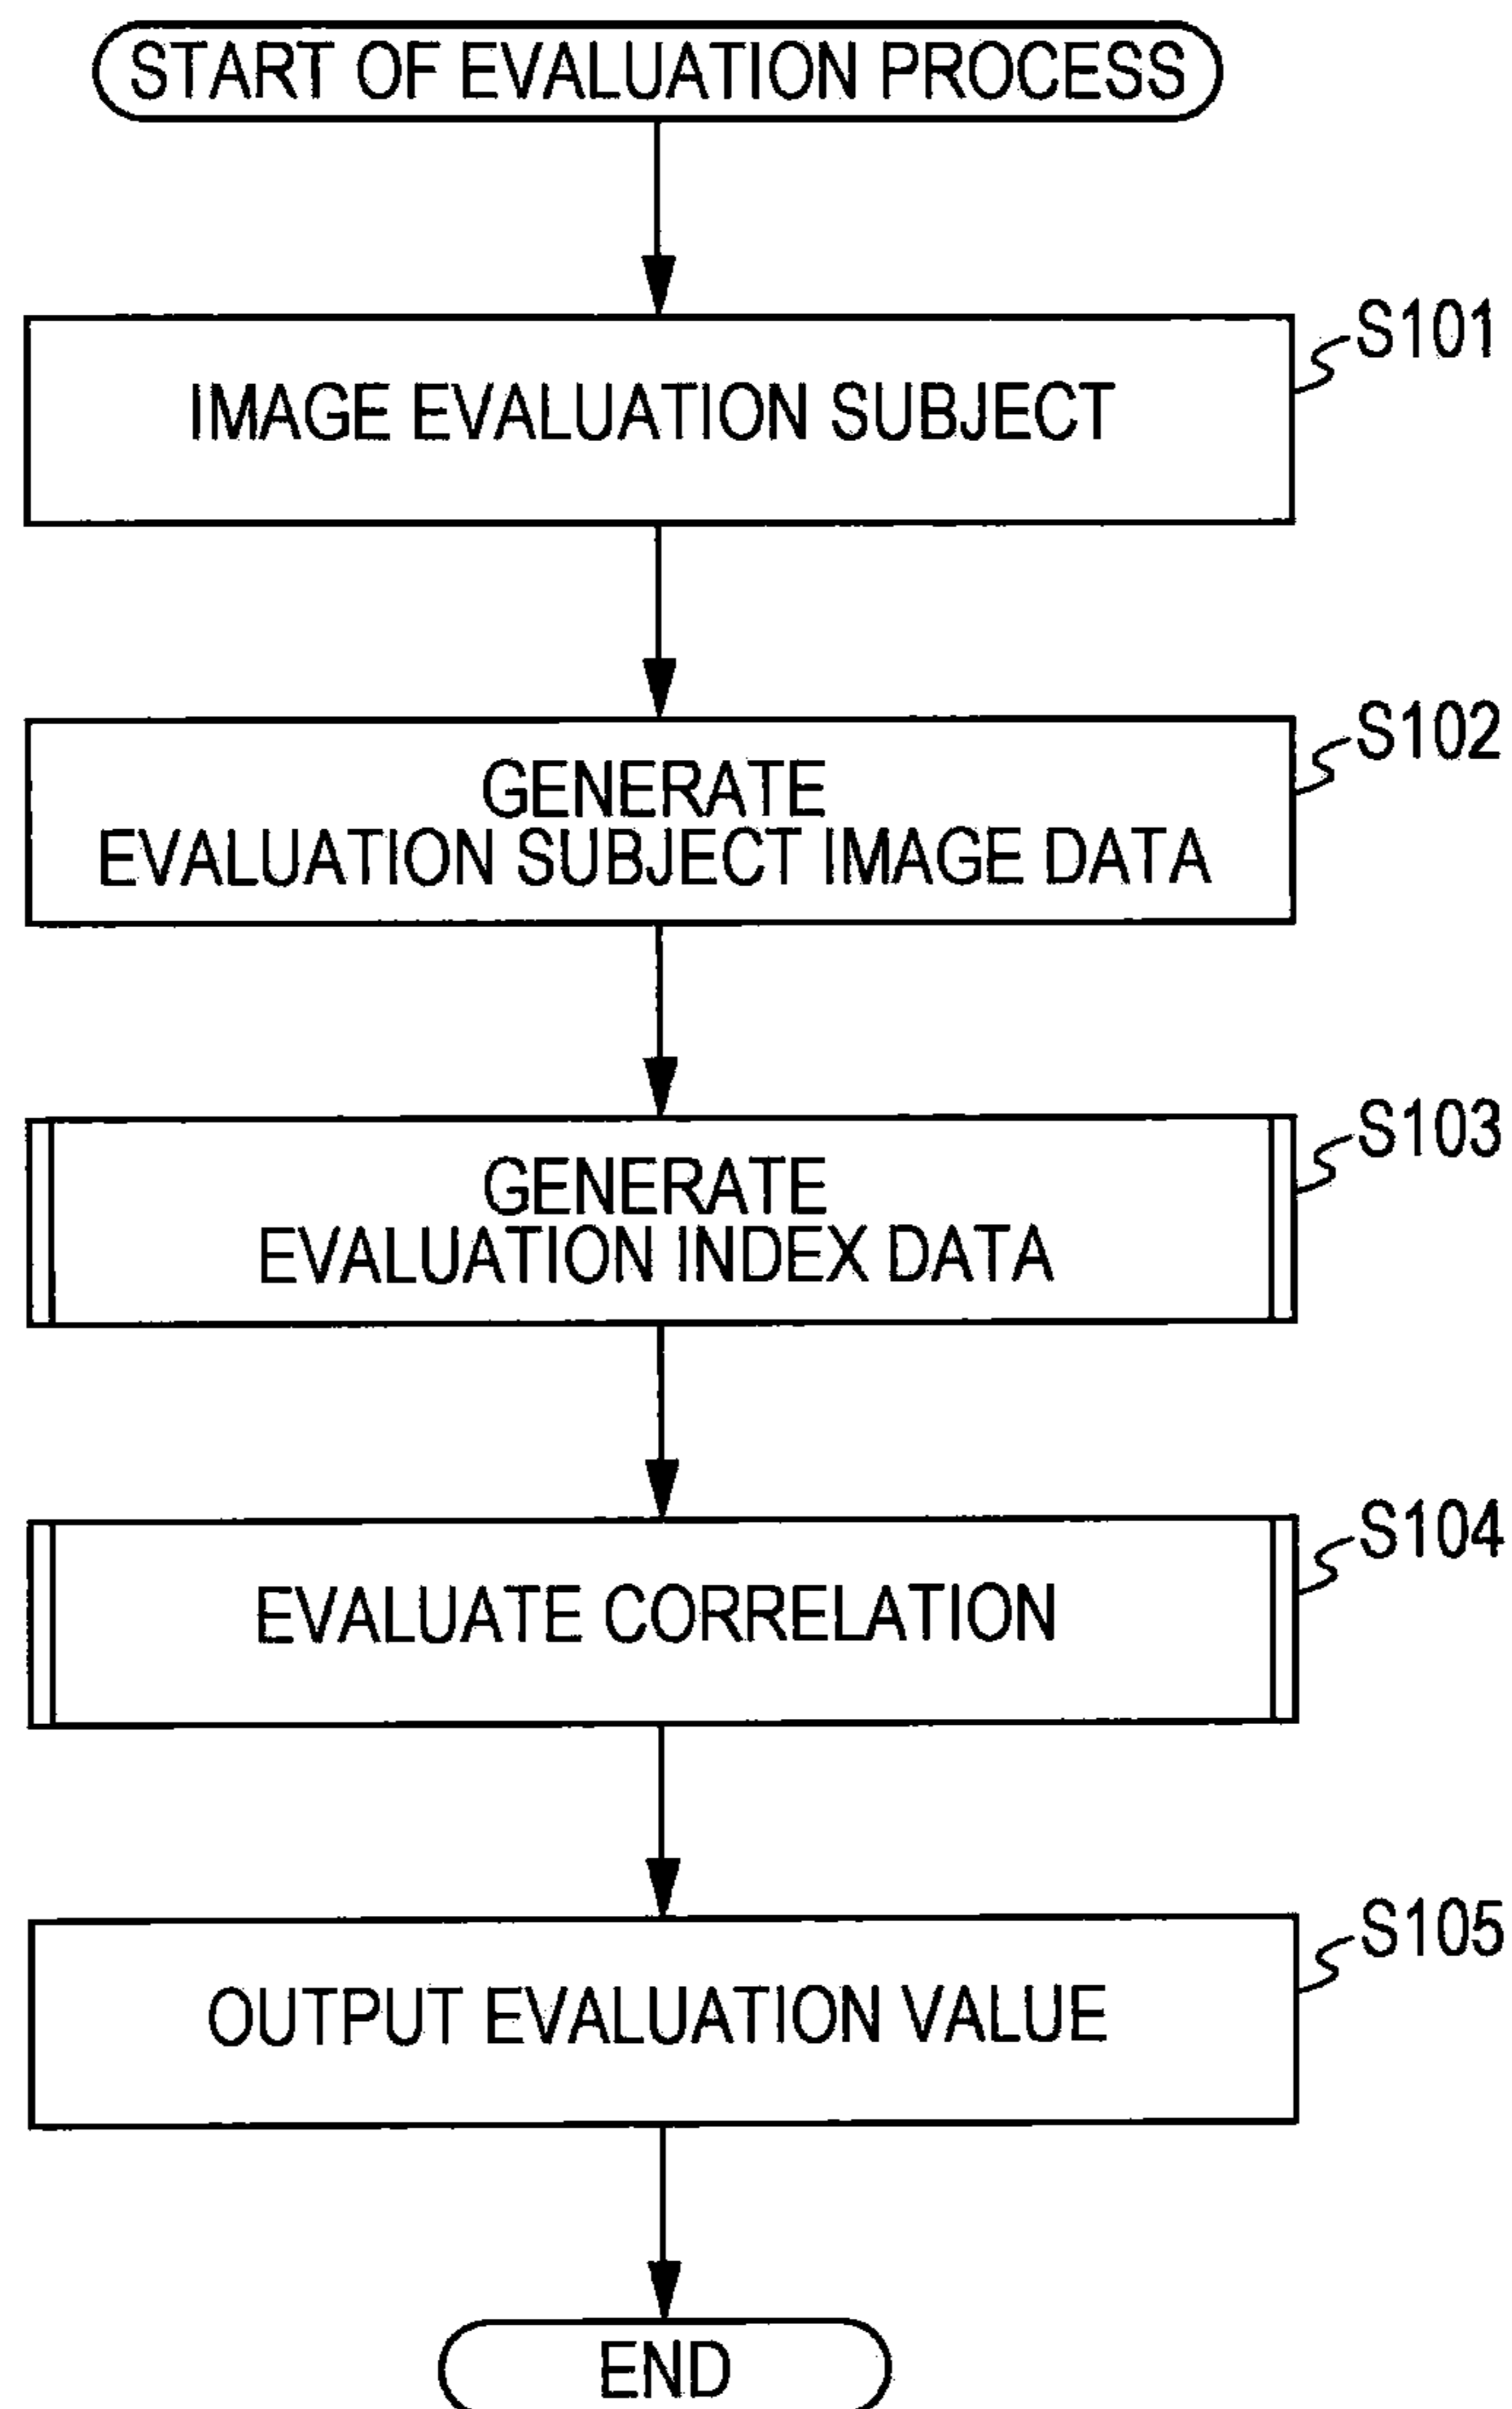 START OF EVALUATION PROCESS
S101
IMAGE EVALUATION SUBJECT
S102
GENERATE
EVALUATION SUBJECT IMAGE DATA
S103
GENERATE
EVALUATION INDEX DATA
S104
EVALUATE CORRELATION
S105
OUTPUT EVALUATION VALUE
END